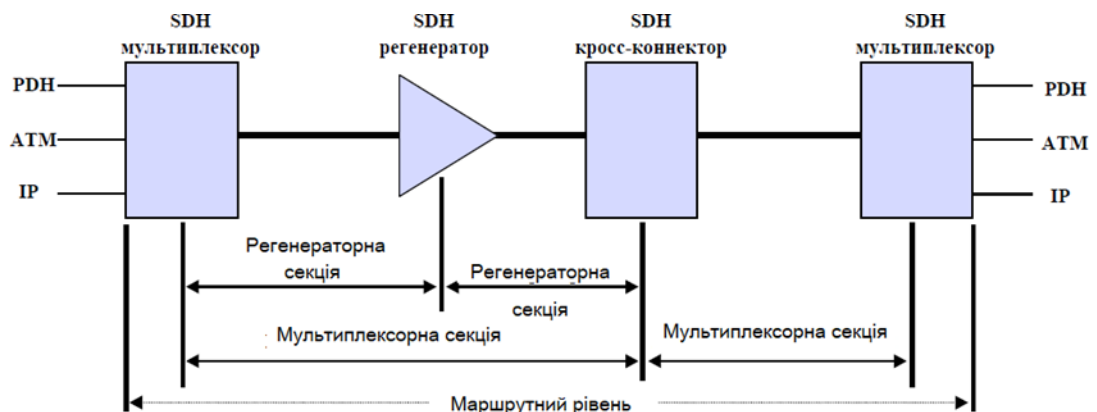 SDH
мультиплексор
SDH
регенератор
SDH
кросс-коннектор
SDH
мультиплексор
PDH
ATM
IP
PDH
ATM
IP
Регенераторна
секція
Регенераторна
секція
Мультиплексорна секція
Мультиплексорна секція
Маршрутний рівень